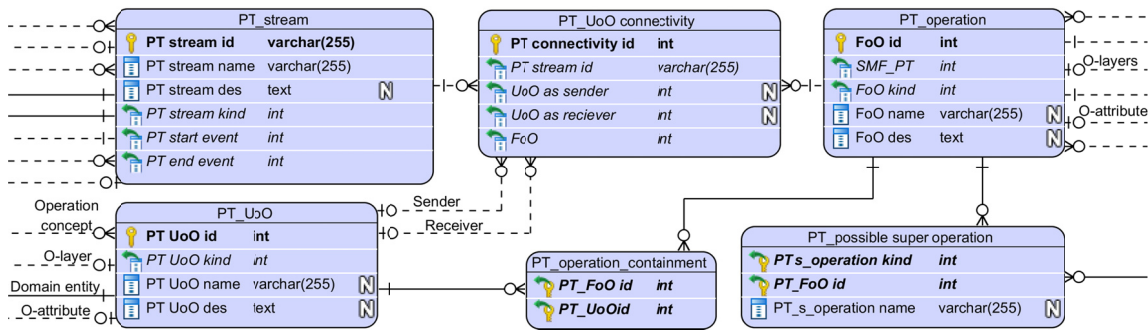 PT_stream
PT stream id varchar(255)
PT stream name varchar(255)
PT stream des text N
PT stream kind int
PT start event int
PT end event int
PT_UoO connectivity
PT connectivity id int
PT stream id varchar(255)
UoO as sender int N
UoO as reciever int N
FoO int
PT_operation
FoO id int
SMF_PT int
FoO kind int
FoO name varchar(255) N
FoO des text N
O-layers
O-attribute
Operation
concept
O-layer
Domain entity
O-attribute
PT_UoO
PT UoO id int
PT UoO kind int
PT UoO name varchar(255) N
PT UoO des text N
Sender
Receiver
PT_operation_containment
PT_FoO id int
PT_UoOid int
PT_possible super operation
PTs_operation kind int
PT_FoO id int
PT_s_operation name varchar(255) N